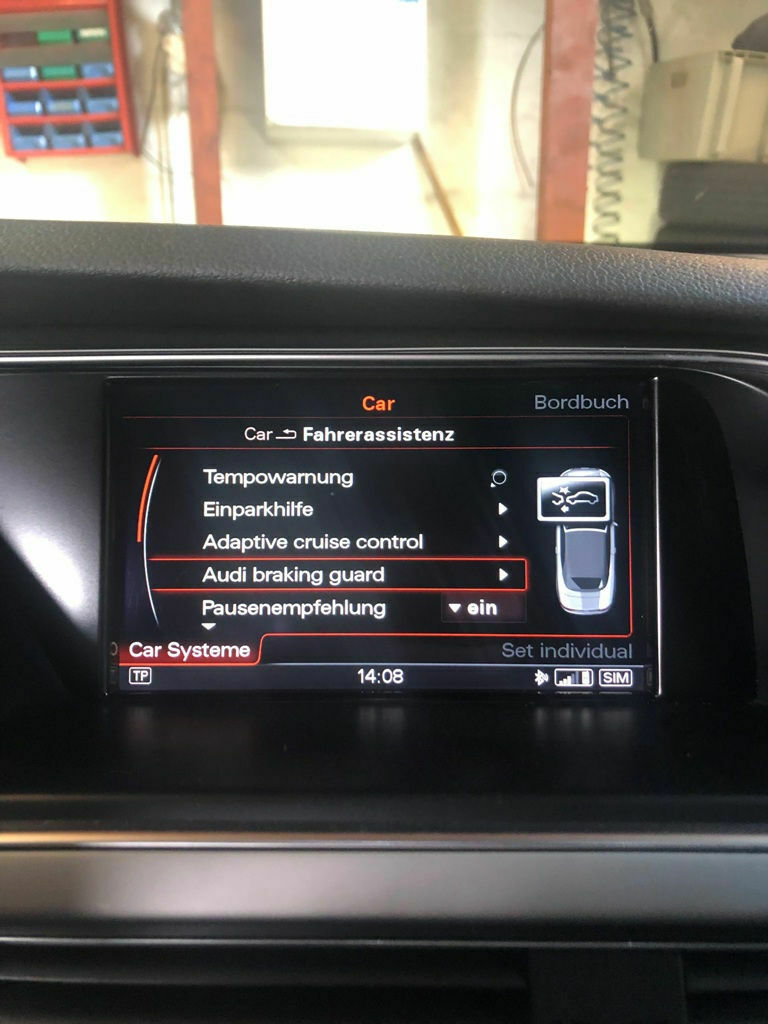 Car
Bordbuch
Car Fahrerassistenz
Tempowarnung
Einparkhilfe
Adaptive cruise control
Audi braking guard
Pausenempfehlung ein
Car Systeme
Set individual
TP
14:08
SIM